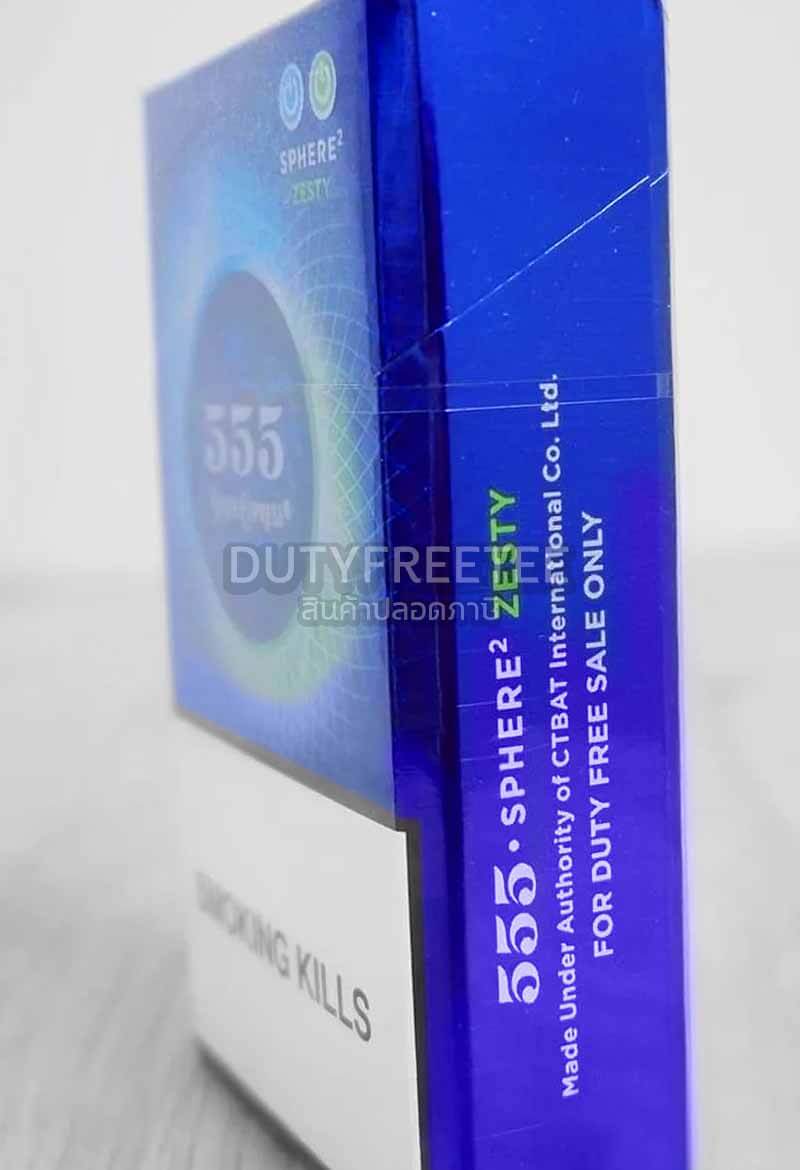 SPHERE²
ZESTY
555
SMOKING KILLS
555·SPHERE² ZESTY
Made Under Authority of CTBAT International Co. Ltd.
FOR DUTY FREE SALE ONLY
DUTYFREETEE
สินค้าปลอดภาษี